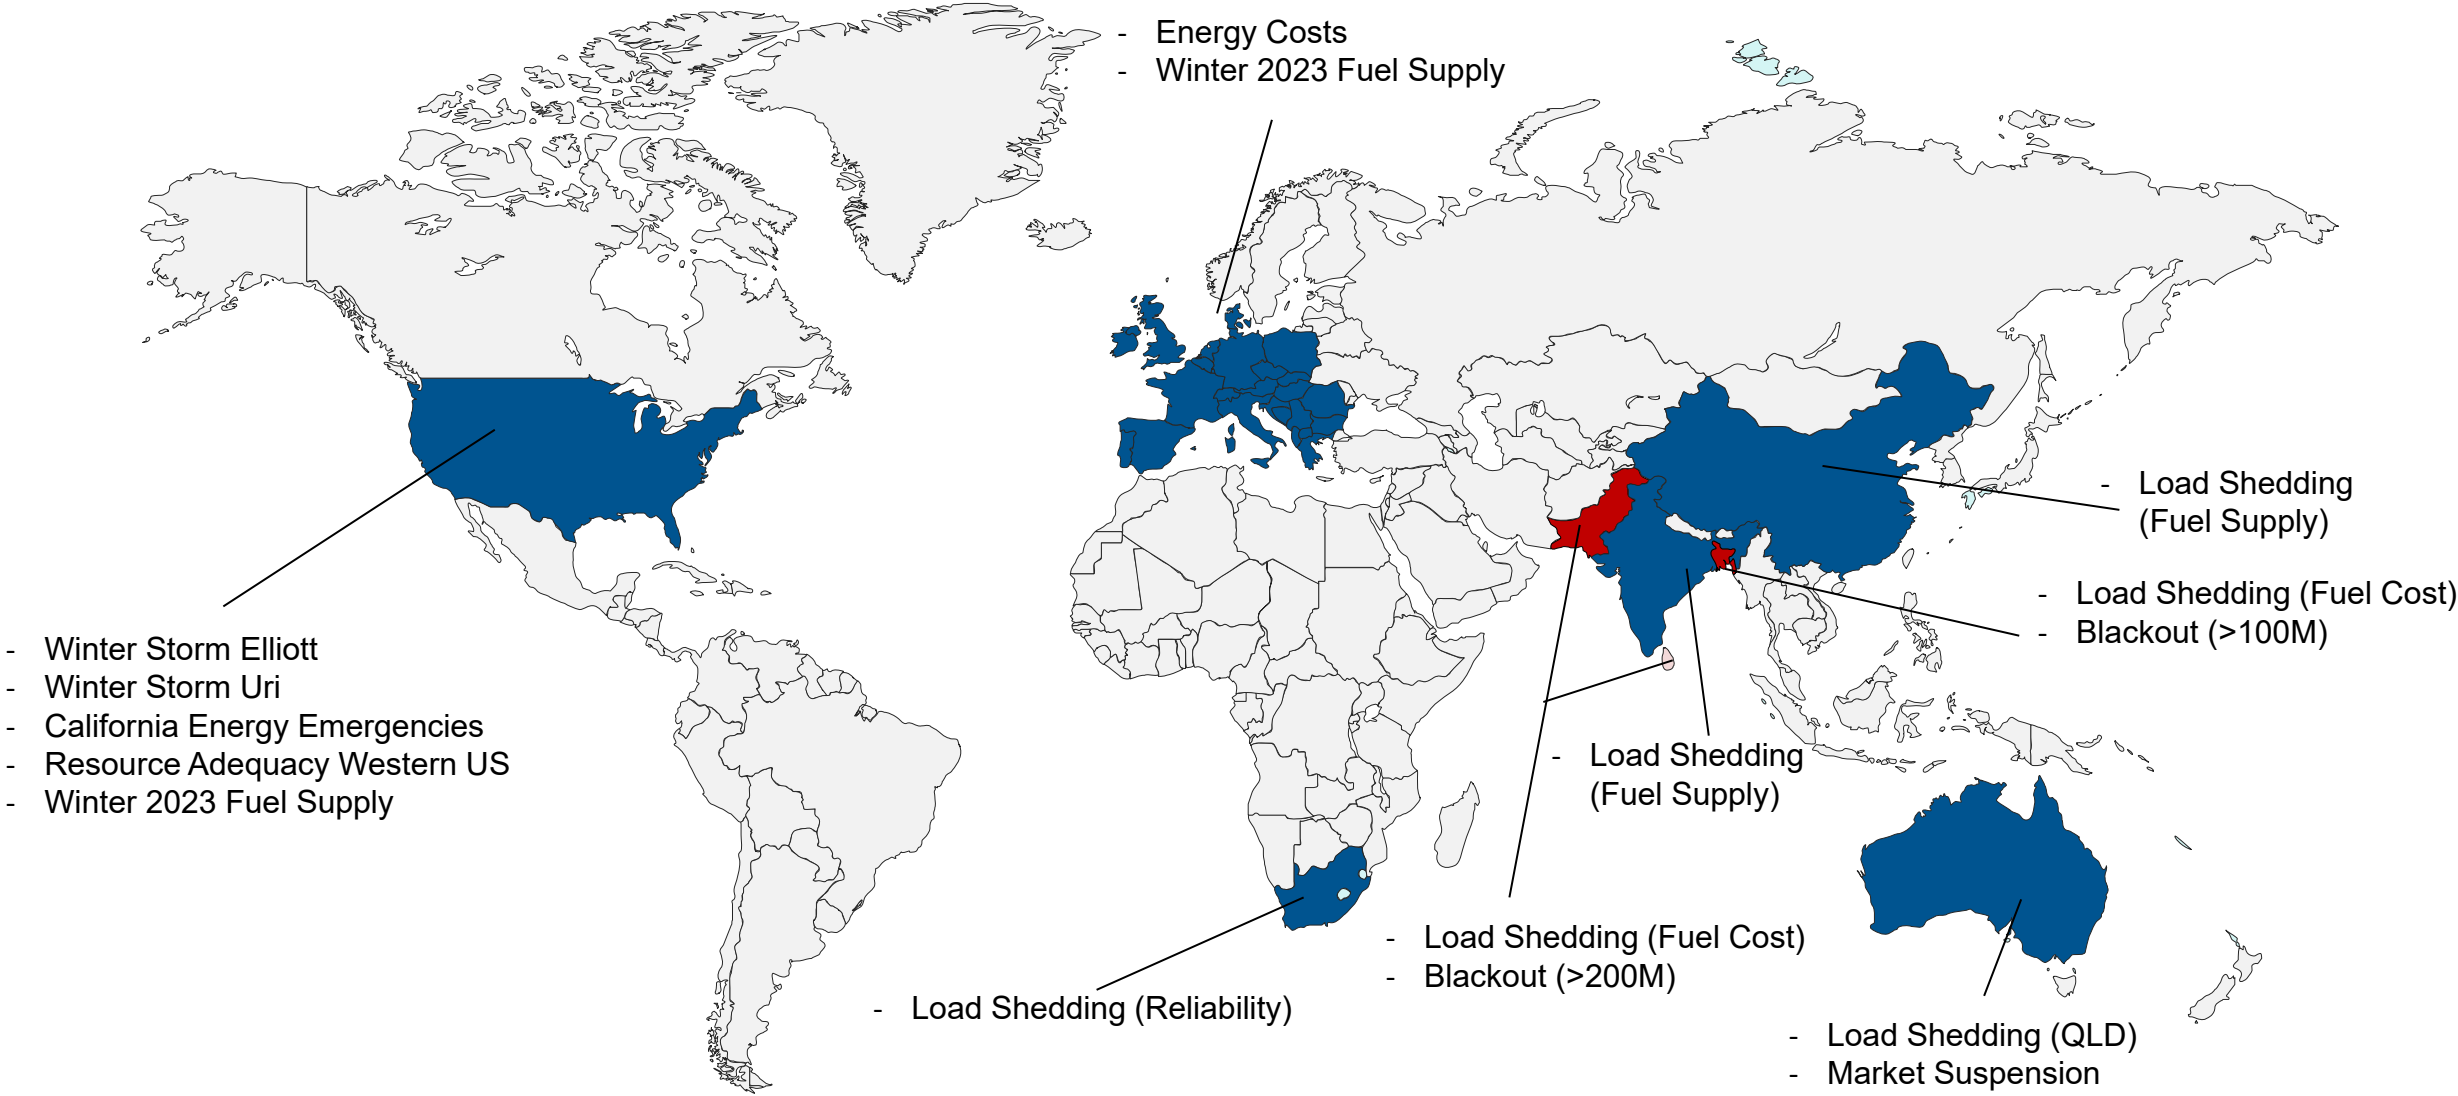 - Energy Costs
- Winter 2023 Fuel Supply
- Load Shedding
(Fuel Supply)
- Load Shedding (Fuel Cost)
- Blackout (>100M)
- Winter Storm Elliott
- Winter Storm Uri
- California Energy Emergencies
- Resource Adequacy Western US
- Winter 2023 Fuel Supply
- Load Shedding
(Fuel Supply)
- Load Shedding (Fuel Cost)
- Blackout (>200M)
- Load Shedding (Reliability)
- Load Shedding (QLD)
- Market Suspension